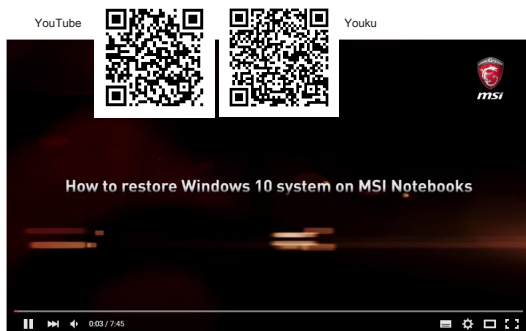 YouTube
Youku
msi
How to restore Windows 10 system on MSI Notebooks
0:03 / 7:45